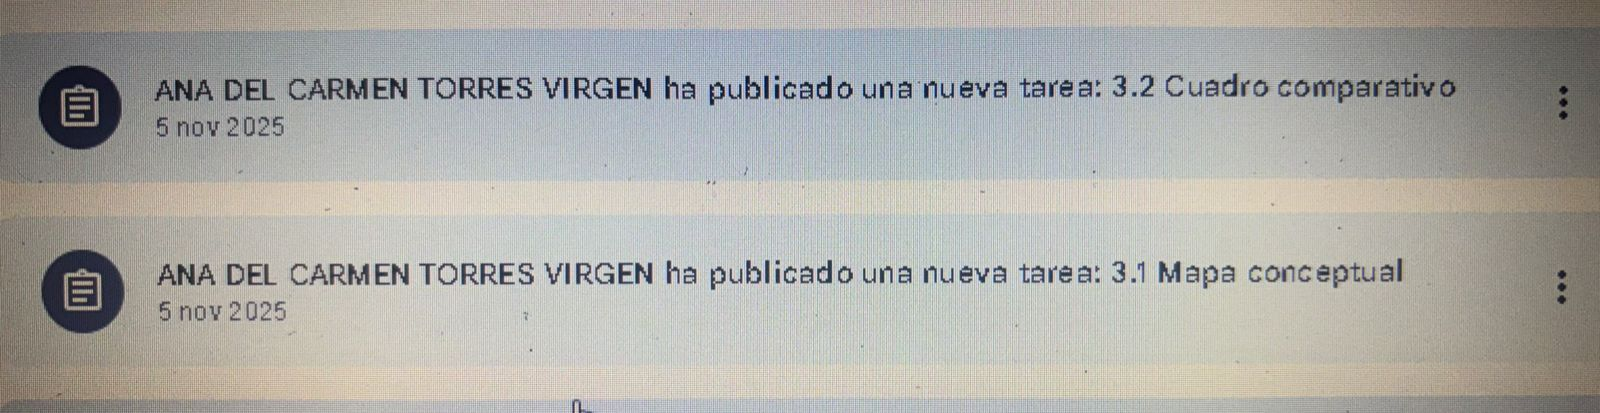 ANA DEL CARMEN TORRES VIRGEN ha publicado una nueva tarea: 3.2 Cuadro comparativo
5 nov 2025
ANA DEL CARMEN TORRES VIRGEN ha publicado una nueva tarea: 3.1 Mapa conceptual
5 nov 2025